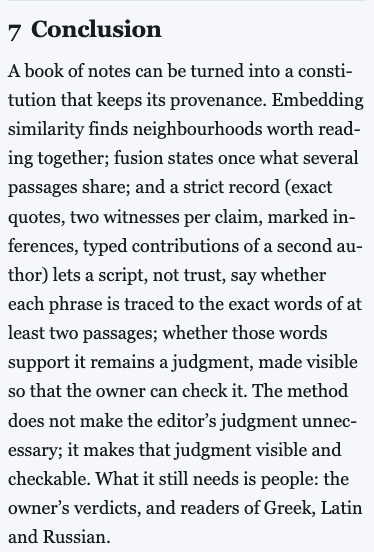 7 Conclusion
A book of notes can be turned into a consti-
tution that keeps its provenance. Embedding
similarity finds neighbourhoods worth read-
ing together; fusion states once what several
passages share; and a strict record (exact
quotes, two witnesses per claim, marked in-
ferences, typed contributions of a second au-
thor) lets a script, not trust, say whether
each phrase is traced to the exact words of at
least two passages; whether those words
support it remains a judgment, made visible
so that the owner can check it. The method
does not make the editor’s judgment unnec-
essary; it makes that judgment visible and
checkable. What it still needs is people: the
owner’s verdicts, and readers of Greek, Latin
and Russian.